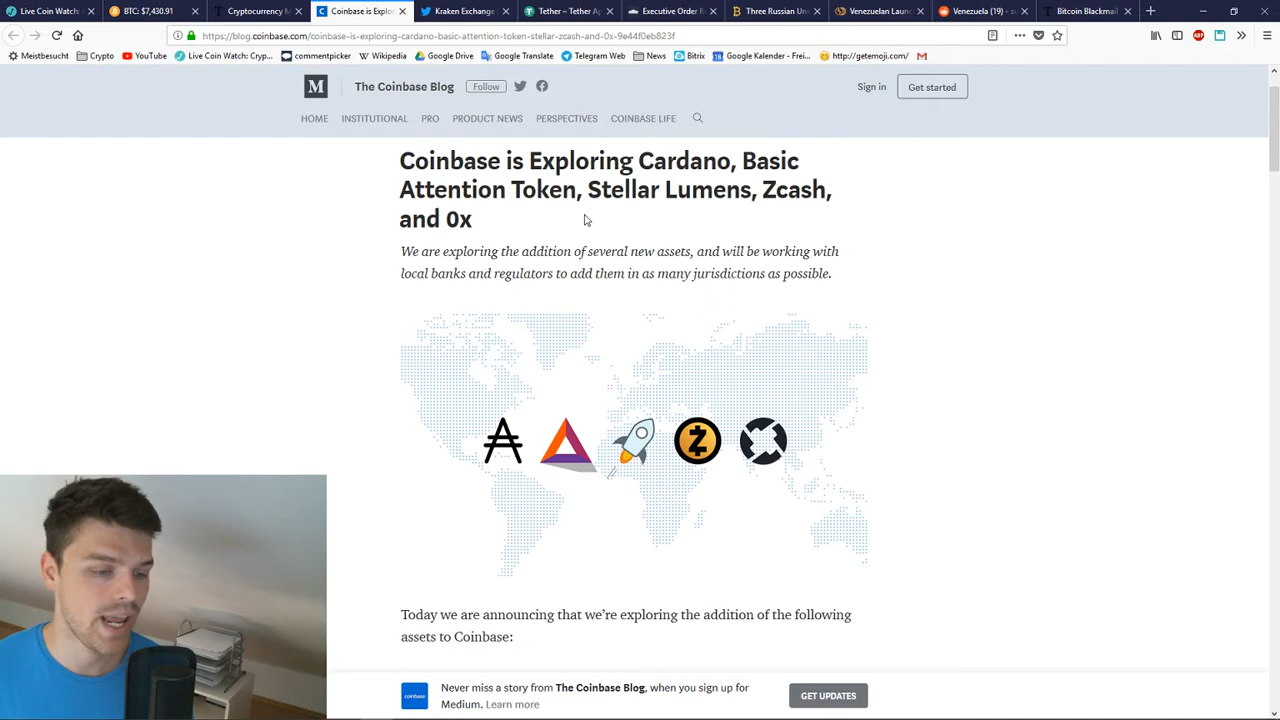 Live Coin Watch:
BTC: $7,430.91
Cryptocurrency M
Coinbase is Explor
Kraken Exchange
Tether – Tether Ap
Executive Order R
Three Russian Un
Venezuelan Laun
Venezuela (19) – s
Bitcoin Blackmail
https://blog.coinbase.com/coinbase-is-exploring-cardano-basic-attention-token-stellar-zcash-and-0x-9e44f0eb823f
Meistbesucht
Crypto
YouTube
Live Coin Watch: Cryp...
commentpicker
Wikipedia
Google Drive
Google Translate
Telegram Web
News
Bitrix
Google Kalender - Frei...
http://getemoji.com/
M
The Coinbase Blog
Follow
Sign in
Get started
HOME
INSTITUTIONAL
PRO
PRODUCT NEWS
PERSPECTIVES
COINBASE LIFE
Coinbase is Exploring Cardano, Basic
Attention Token, Stellar Lumens, Zcash,
and 0x
We are exploring the addition of several new assets, and will be working with
local banks and regulators to add them in as many jurisdictions as possible.
Today we are announcing that we’re exploring the addition of the following
assets to Coinbase:
coinbase
Never miss a story from The Coinbase Blog, when you sign up for
Medium. Learn more
GET UPDATES